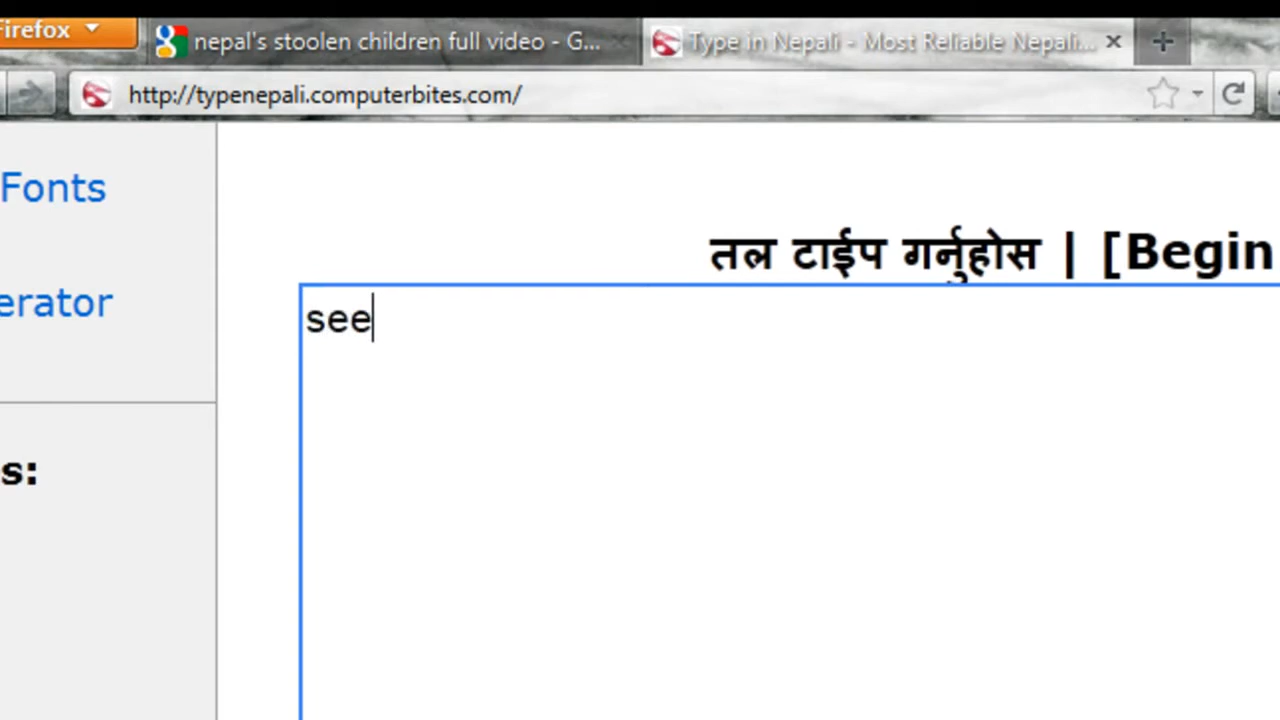 Firefox
nepal's stoolen children full video - G...
Type in Nepali - Most Reliable Nepali...
http://typenepali.computerbites.com/
Fonts
erator
s:
तल टाईप गर्नुहोस | [Begin
see